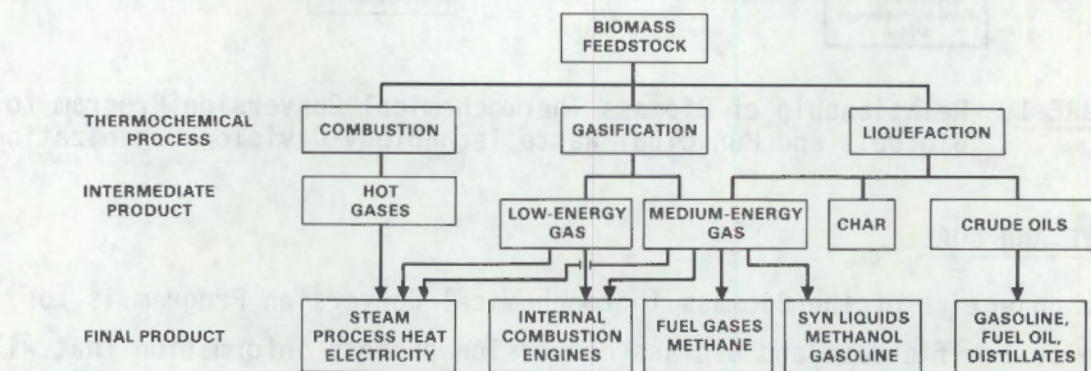 BIOMASS
FEEDSTOCK
THERMOCHEMICAL
PROCESS
COMBUSTION
GASIFICATION
LIQUEFACTION
INTERMEDIATE
PRODUCT
HOT
GASES
LOW-ENERGY
GAS
MEDIUM-ENERGY
GAS
CHAR
CRUDE OILS
FINAL PRODUCT
STEAM
PROCESS HEAT
ELECTRICITY
INTERNAL
COMBUSTION
ENGINES
FUEL GASES
METHANE
SYN LIQUIDS
METHANOL
GASOLINE
GASOLINE,
FUEL OIL,
DISTILLATES